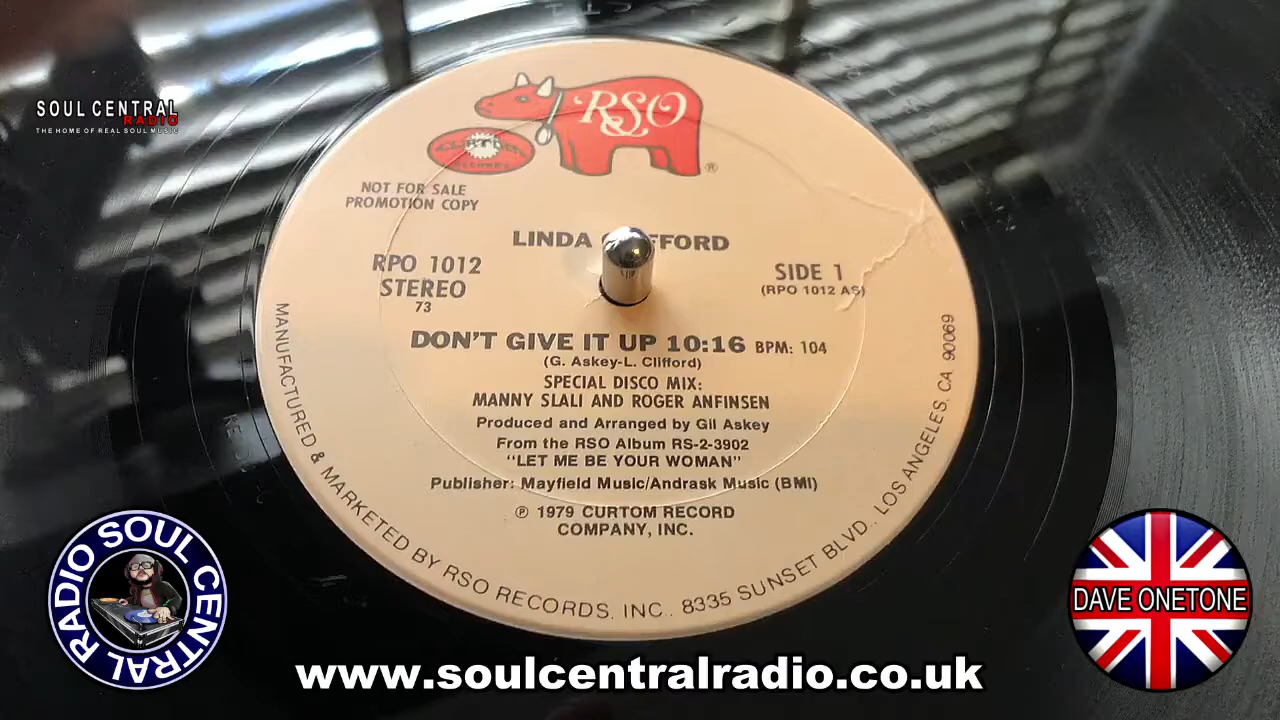 SOUL CENTRAL
RADIO
THE HOME OF REAL SOUL MUSIC
RSO
®
CURTOM
RECORDS
NOT FOR SALE
PROMOTION COPY
LINDA FFORD
RPO 1012
STEREO
73
SIDE 1
(RPO 1012 AS)
DON'T GIVE IT UP 10:16 BPM: 104
(G. Askey-L. Clifford)
SPECIAL DISCO MIX:
MANNY SLALI AND ROGER ANFINSEN
Produced and Arranged by Gil Askey
From the RSO Album RS-2-3902
"LET ME BE YOUR WOMAN"
Publisher: Mayfield Music/Andrask Music (BMI)
℗ 1979 CURTOM RECORD
COMPANY, INC.
MANUFACTURED & MARKETED BY RSO RECORDS, INC.. 8335 SUNSET BLVD.. LOS ANGELES, CA 90069
RADIO SOUL CENTRAL
DAVE ONETONE
www.soulcentralradio.co.uk